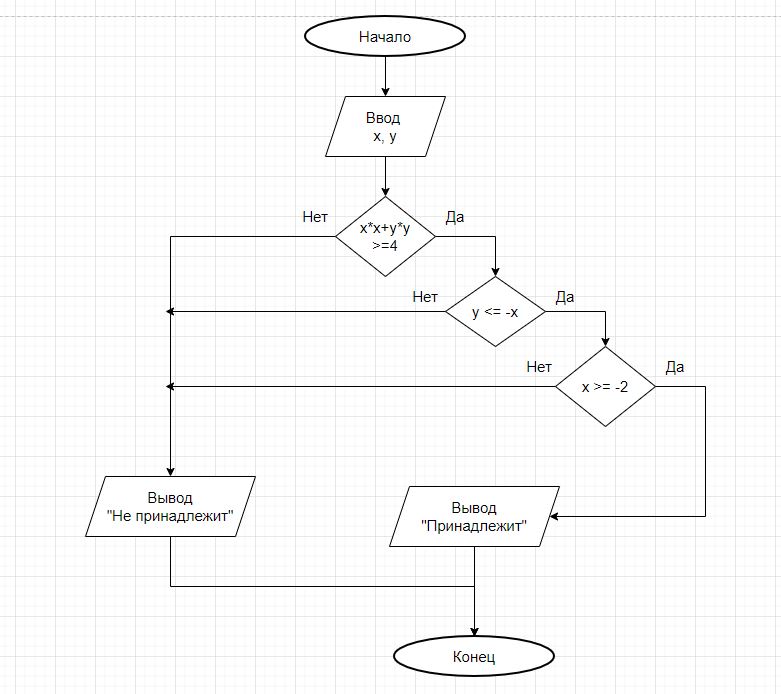 Начало
Ввод
x, y
Нет
Да
x*x+y*y
>=4
Нет
Да
y <= -x
Нет
Да
x >= -2
Вывод
"Не принадлежит"
Вывод
"Принадлежит"
Конец